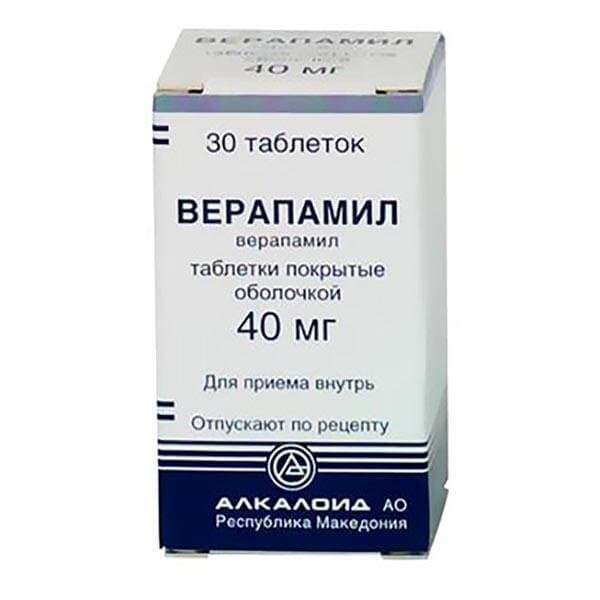 ВЕРАПАМИЛ
40 мг
30 таблеток
ВЕРАПАМИЛ
верапамил
таблетки покрытые
оболочкой
40 мг
Для приема внутрь
Отпускают по рецепту
АЛКАЛОИД АО
Республика Македония